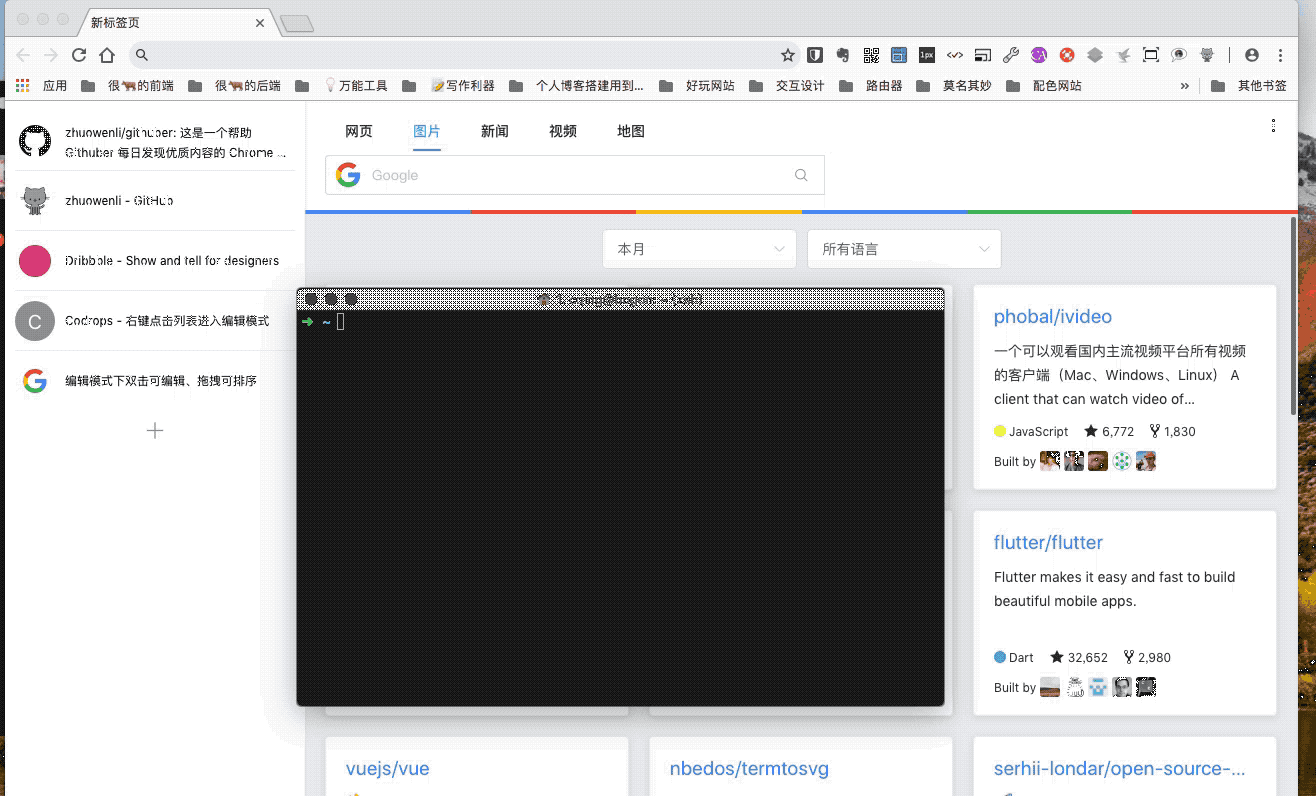 新标签页
1px
应用 很🐂的前端 很🐂的后端 💡万能工具 📝写作利器 个人博客搭建用到... 好玩网站 交互设计 路由器 莫名其妙 配色网站 » 其他书签
zhuowenli/githuber: 这是一个帮助
Githuber 每日发现优质内容的 Chrome ...
zhuowenli - GitHub
Dribbble - Show and tell for designers
C
Codrops - 右键点击列表进入编辑模式
编辑模式下双击可编辑、拖拽可排序
网页 图片 新闻 视频 地图
Google
本月
所有语言
➜ ~
phobal/ivideo
一个可以观看国内主流视频平台所有视频
的客户端（Mac、Windows、Linux） A
client that can watch video of...
JavaScript 6,772 1,830
Built by
flutter/flutter
Flutter makes it easy and fast to build
beautiful mobile apps.
Dart 32,652 2,980
Built by
vuejs/vue
nbedos/termtosvg
serhii-londar/open-source-...